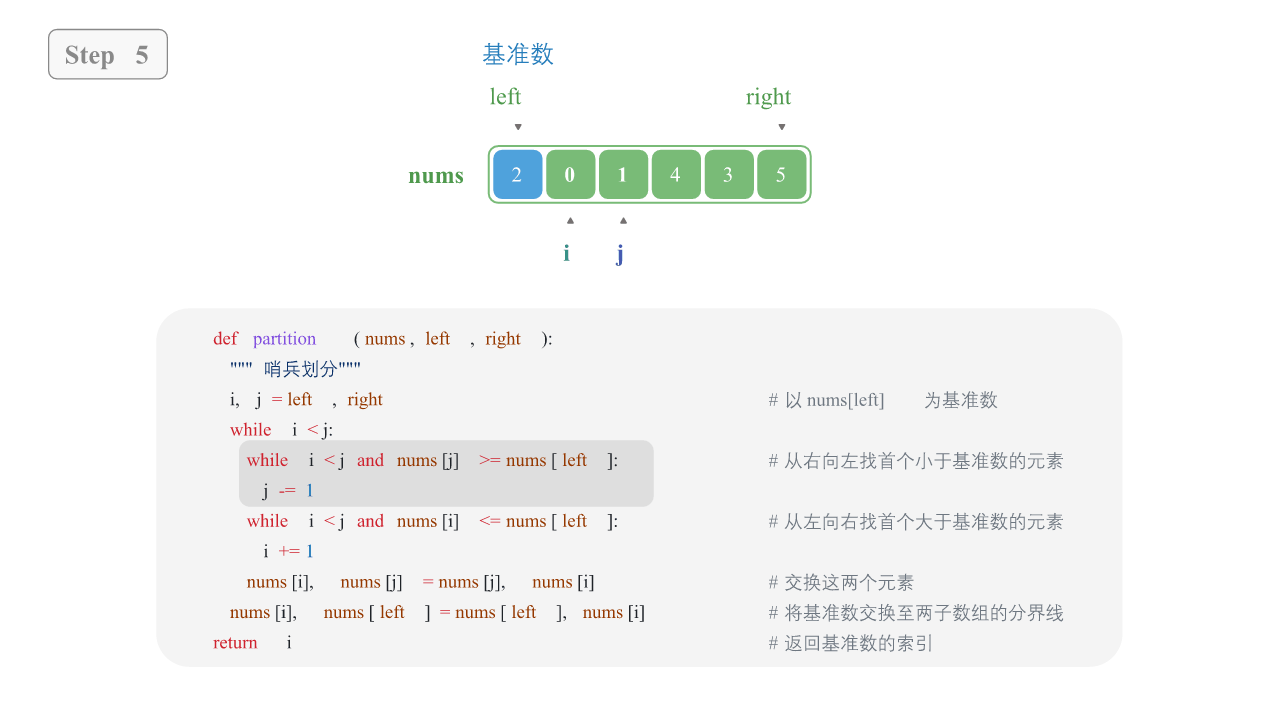 Step 5
基准数
left right
nums 2 0 1 4 3 5
i j
def partition ( nums , left , right ):
""" 哨兵划分"""
i, j = left , right # 以 nums[left] 为基准数
while i < j:
while i < j and nums [j] >= nums [ left ]: # 从右向左找首个小于基准数的元素
j -= 1
while i < j and nums [i] <= nums [ left ]: # 从左向右找首个大于基准数的元素
i += 1
nums [i], nums [j] = nums [j], nums [i] # 交换这两个元素
nums [i], nums [ left ] = nums [ left ], nums [i] # 将基准数交换至两子数组的分界线
return i # 返回基准数的索引